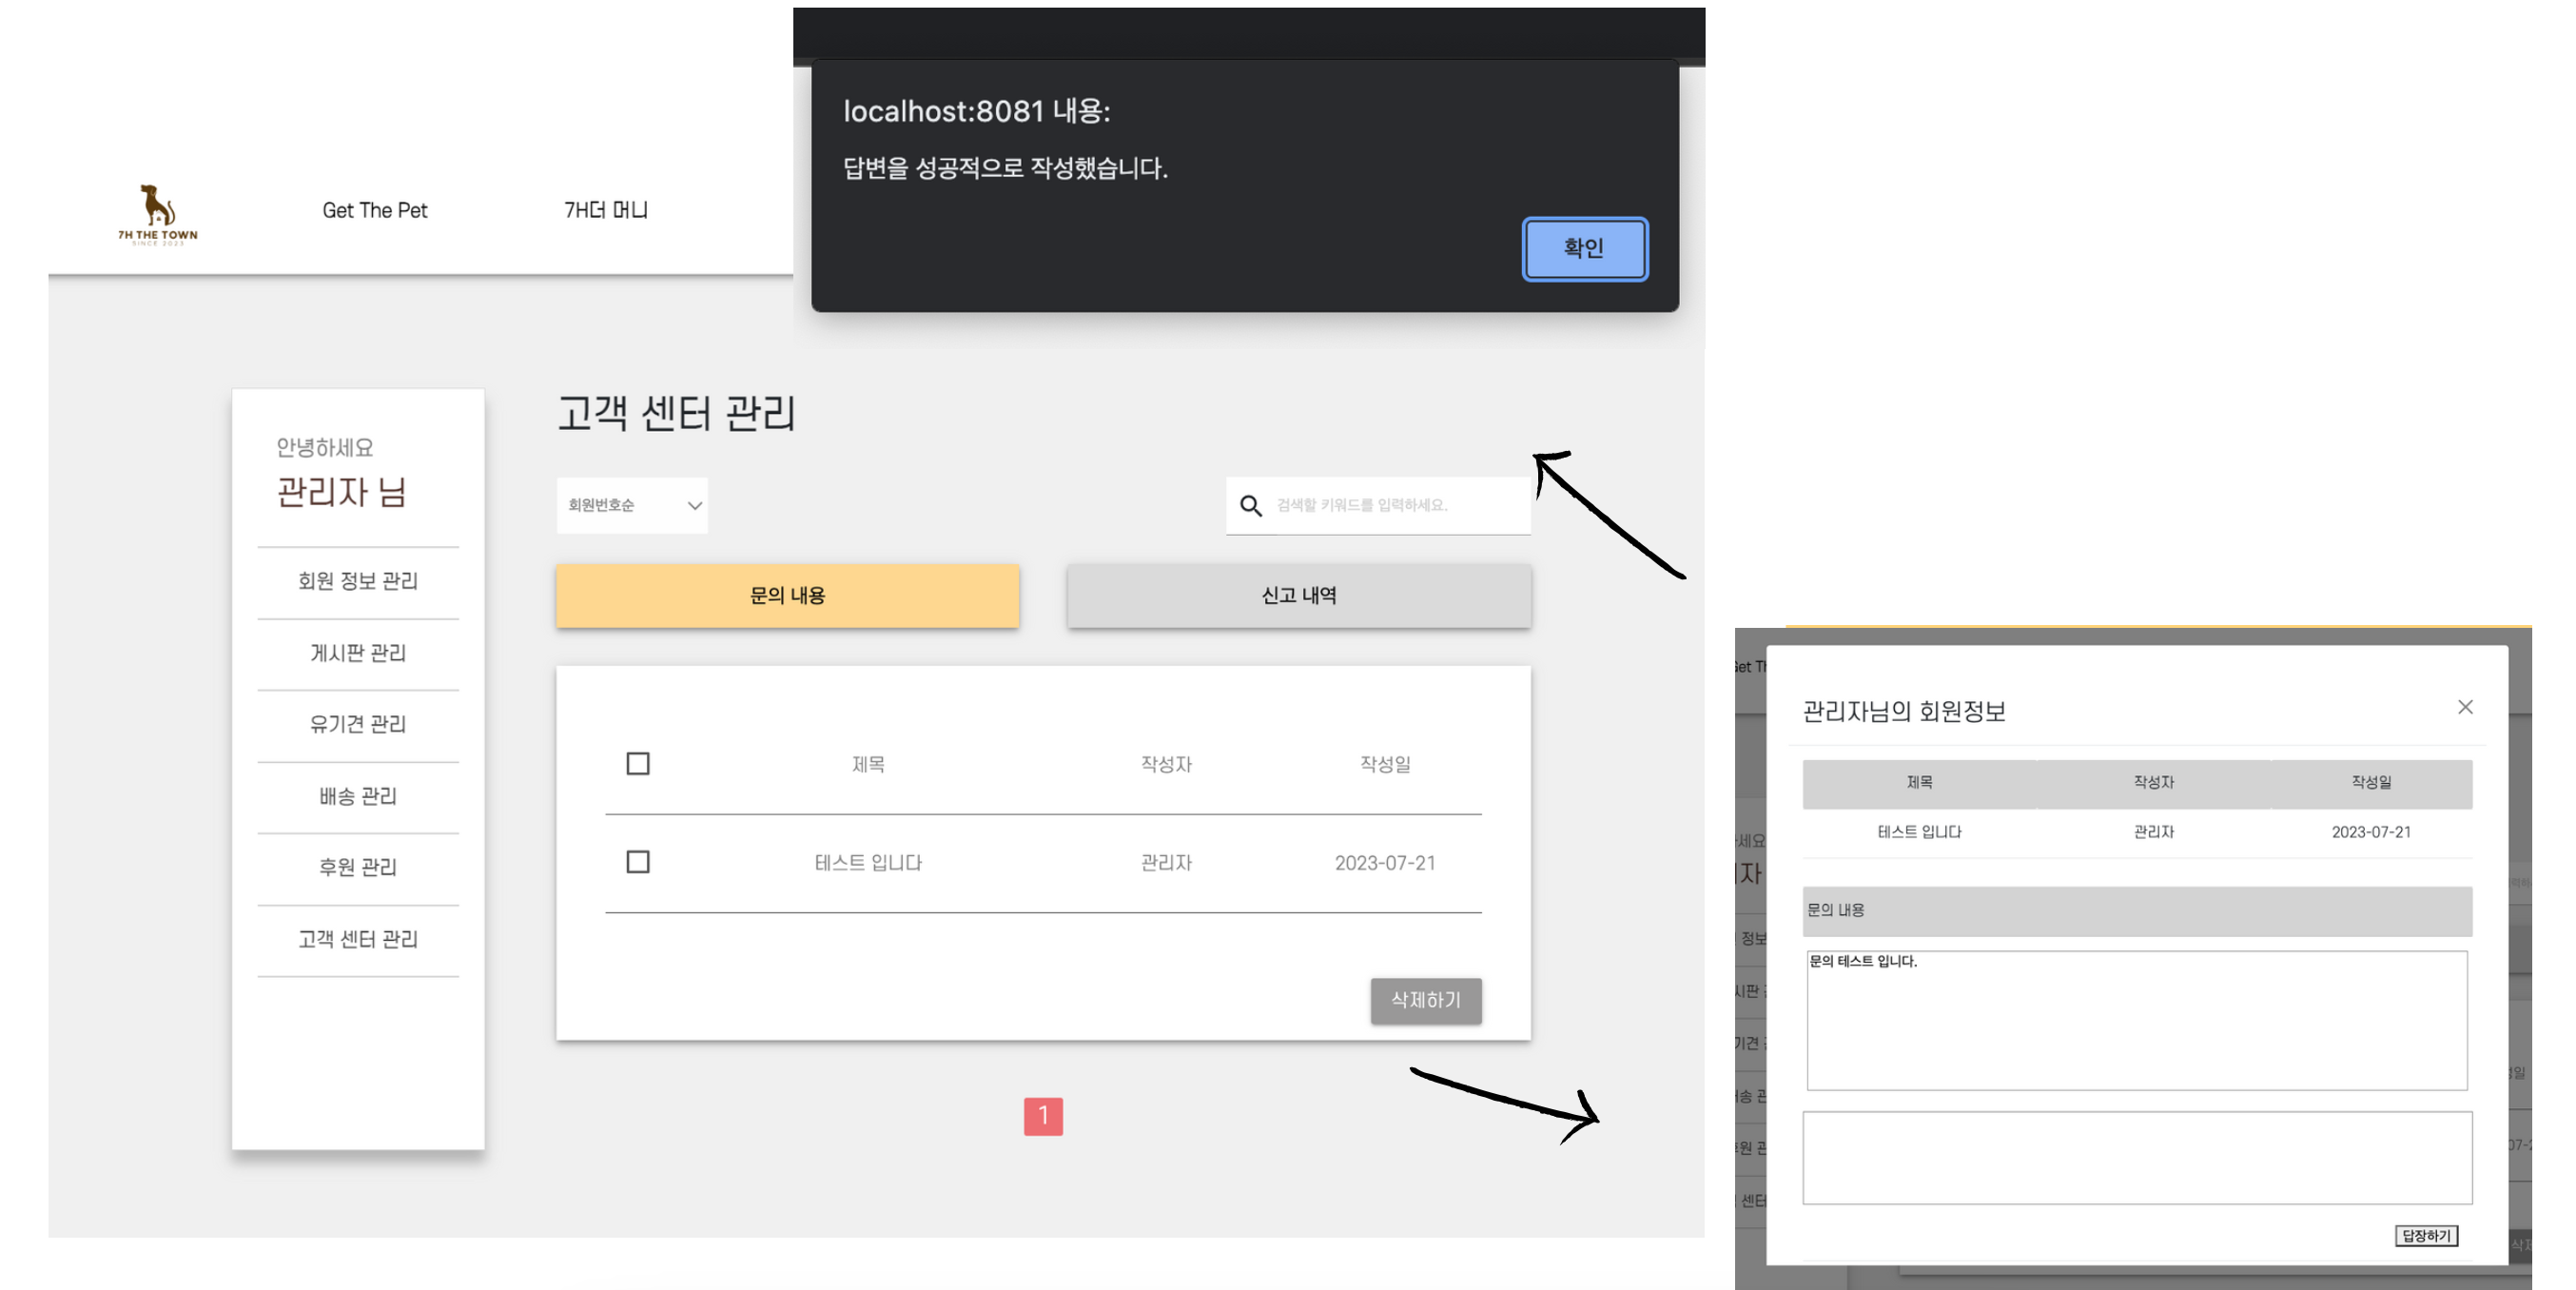 localhost:8081 내용:
답변을 성공적으로 작성했습니다.
확인
7H THE TOWN
SINCE 2023
Get The Pet
7H더 머니
안녕하세요
관리자 님
회원 정보 관리
게시판 관리
유기견 관리
배송 관리
후원 관리
고객 센터 관리
고객 센터 관리
회원번호순
검색할 키워드를 입력하세요.
문의 내용
신고 내역
제목 작성자 작성일
테스트 입니다 관리자 2023-07-21
삭제하기
1
관리자님의 회원정보
제목 작성자 작성일
테스트 입니다 관리자 2023-07-21
문의 내용
문의 테스트 입니다.
답장하기